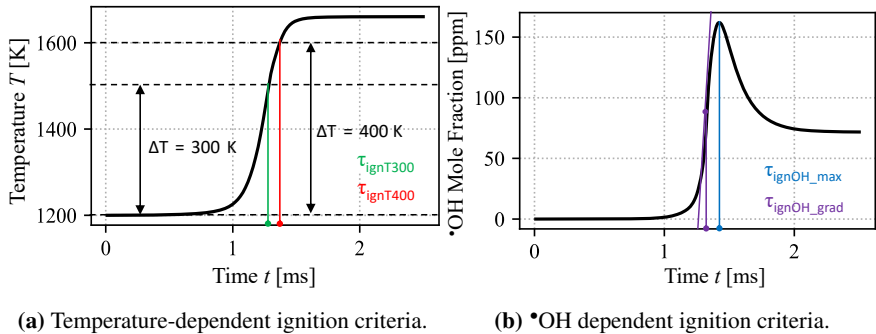 Temperature T [K]
1600
1500
1400
1300
1200
ΔT = 300 K
ΔT = 400 K
τignT300
τignT400
0
1
2
Time t [ms]
(a) Temperature-dependent ignition criteria.
•OH Mole Fraction [ppm]
150
100
50
0
τignOH_max
τignOH_grad
0
1
2
Time t [ms]
(b) •OH dependent ignition criteria.